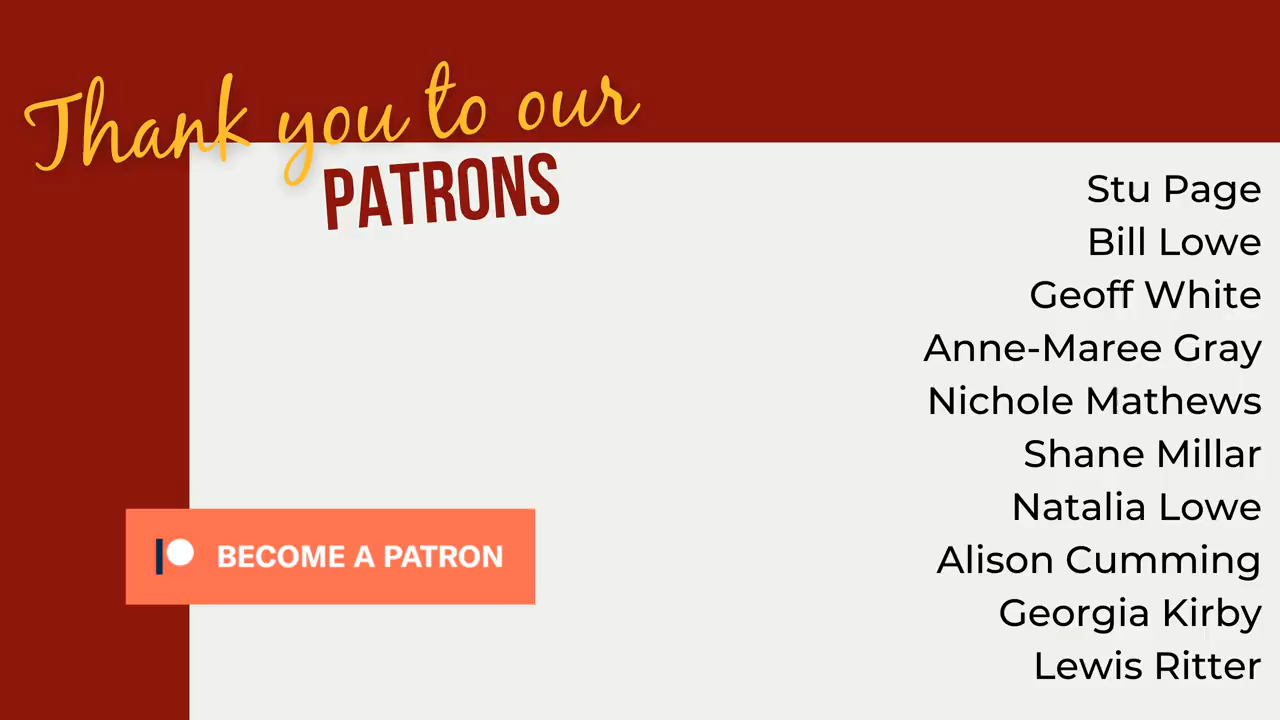 Thank you to our
PATRONS
Stu Page
Bill Lowe
Geoff White
Anne-Maree Gray
Nichole Mathews
Shane Millar
Natalia Lowe
Alison Cumming
Georgia Kirby
Lewis Ritter
BECOME A PATRON